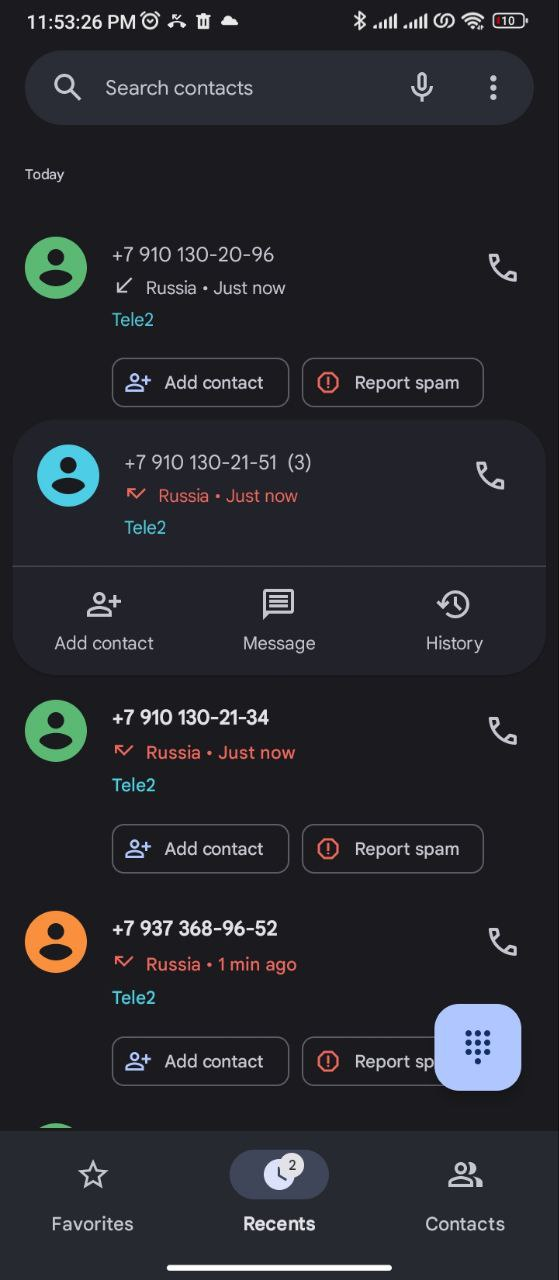 11:53:26 PM 10
Search contacts
Today
+7 910 130-20-96
Russia • Just now
Tele2
Add contact Report spam
+7 910 130-21-51 (3)
Russia • Just now
Tele2
Add contact Message History
+7 910 130-21-34
Russia • Just now
Tele2
Add contact Report spam
+7 937 368-96-52
Russia • 1 min ago
Tele2
Add contact Report sp
2
Favorites Recents Contacts